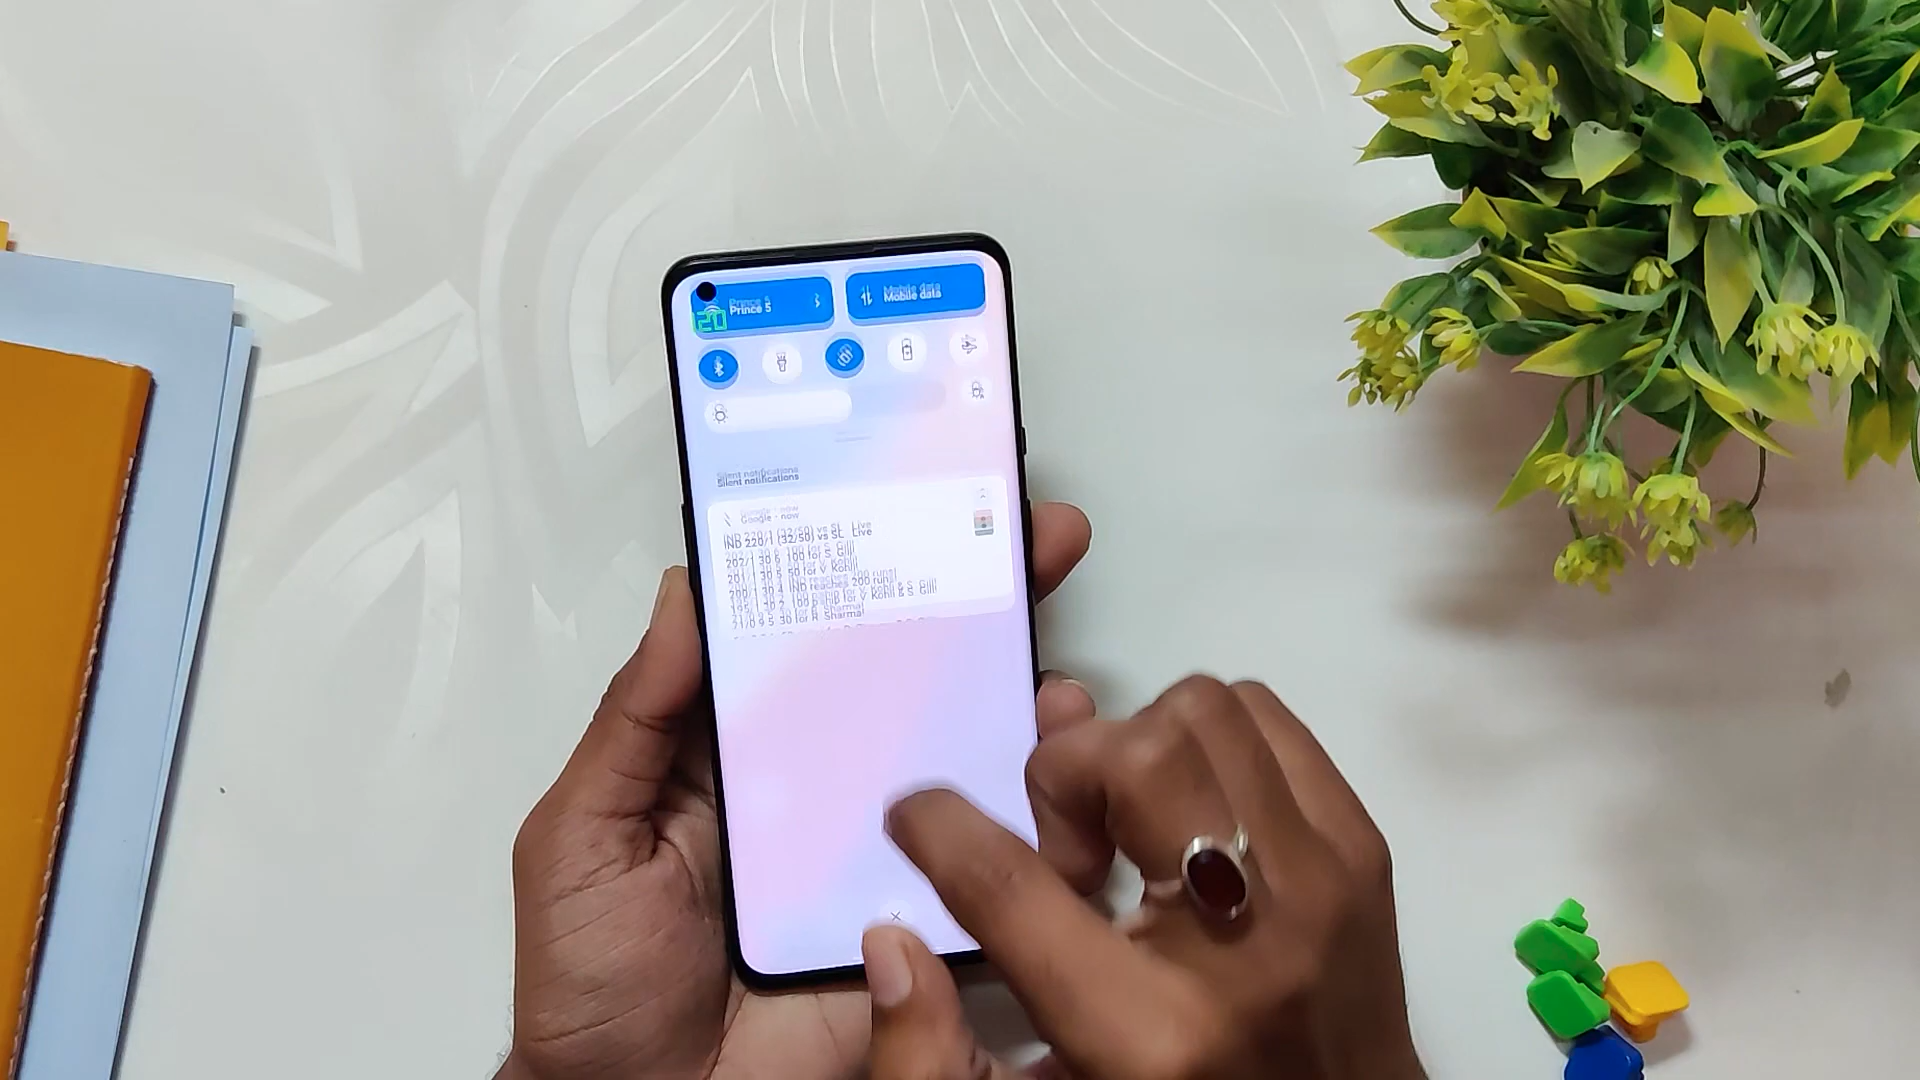 Prince 5
Mobile data
120
Silent notifications
Google • now
IND 220/1 (32/50) vs SL Live
202/1 30.6 100 for S Gill!
201/1 30.5 50 for V Kohli!
200/1 30.4 IND reaches 200 runs!
195/1 30.2 100 p'ship for V Kohli & S Gill!
71/0 9.5 30 for R Sharma!